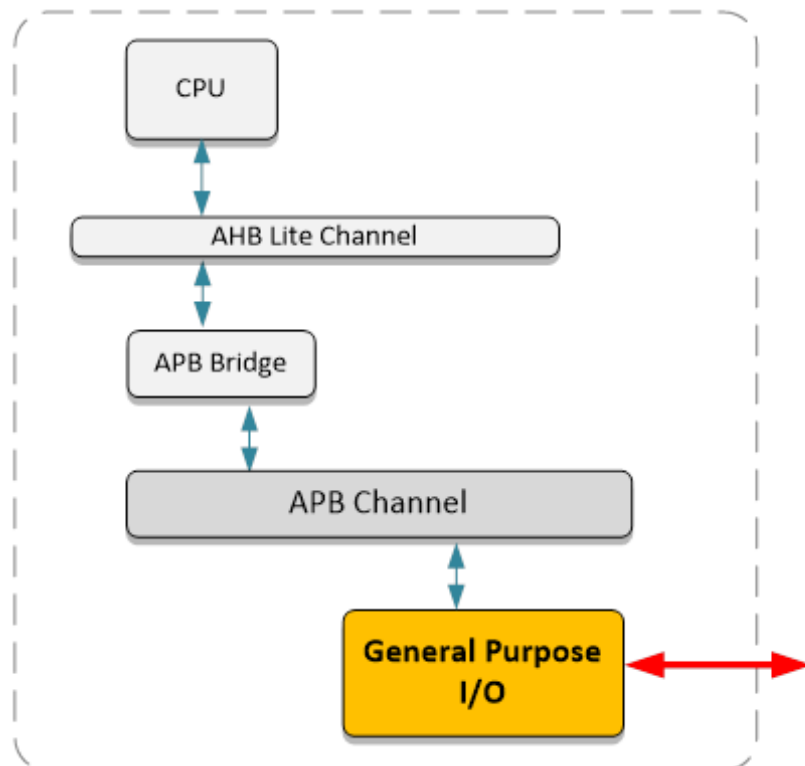 CPU
AHB Lite Channel
APB Bridge
APB Channel
General Purpose
I/O